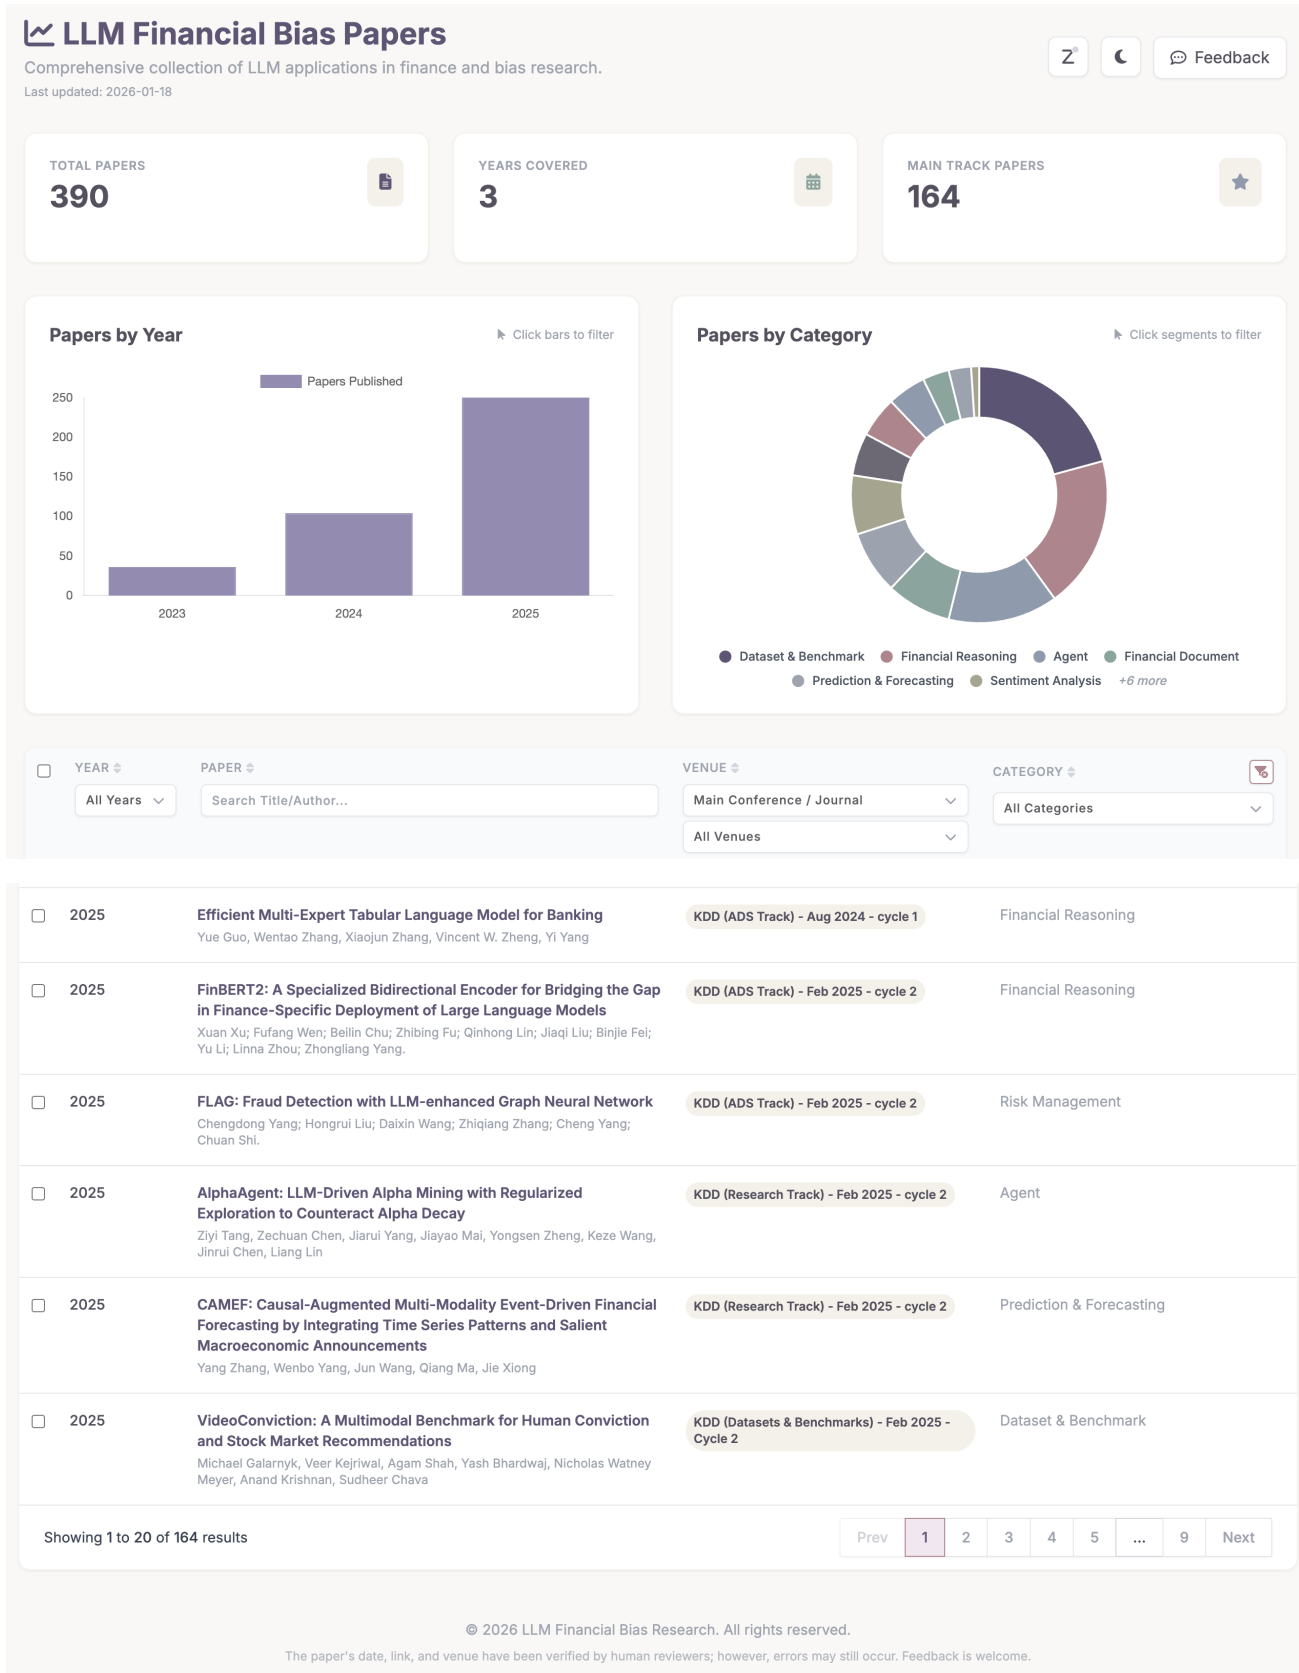 LLM Financial Bias Papers
Comprehensive collection of LLM applications in finance and bias research.
Last updated: 2026-01-18
Z
Feedback
TOTAL PAPERS
390
YEARS COVERED
3
MAIN TRACK PAPERS
164
Papers by Year
Click bars to filter
Papers Published
250
200
150
100
50
0
2023
2024
2025
Papers by Category
Click segments to filter
Dataset & Benchmark
Financial Reasoning
Agent
Financial Document
Prediction & Forecasting
Sentiment Analysis
+6 more
YEAR
PAPER
VENUE
CATEGORY
All Years
Search Title/Author...
Main Conference / Journal
All Venues
All Categories
2025
Efficient Multi-Expert Tabular Language Model for Banking
Yue Guo, Wentao Zhang, Xiaojun Zhang, Vincent W. Zheng, Yi Yang
KDD (ADS Track) - Aug 2024 - cycle 1
Financial Reasoning
2025
FinBERT2: A Specialized Bidirectional Encoder for Bridging the Gap
in Finance-Specific Deployment of Large Language Models
Xuan Xu; Fufang Wen; Beilin Chu; Zhibing Fu; Qinhong Lin; Jiaqi Liu; Binjie Fei;
Yu Li; Linna Zhou; Zhongliang Yang.
KDD (ADS Track) - Feb 2025 - cycle 2
Financial Reasoning
2025
FLAG: Fraud Detection with LLM-enhanced Graph Neural Network
Chengdong Yang; Hongrui Liu; Daixin Wang; Zhiqiang Zhang; Cheng Yang;
Chuan Shi.
KDD (ADS Track) - Feb 2025 - cycle 2
Risk Management
2025
AlphaAgent: LLM-Driven Alpha Mining with Regularized
Exploration to Counteract Alpha Decay
Ziyi Tang, Zechuan Chen, Jiarui Yang, Jiayao Mai, Yongsen Zheng, Keze Wang,
Jinrui Chen, Liang Lin
KDD (Research Track) - Feb 2025 - cycle 2
Agent
2025
CAMEF: Causal-Augmented Multi-Modality Event-Driven Financial
Forecasting by Integrating Time Series Patterns and Salient
Macroeconomic Announcements
Yang Zhang, Wenbo Yang, Jun Wang, Qiang Ma, Jie Xiong
KDD (Research Track) - Feb 2025 - cycle 2
Prediction & Forecasting
2025
VideoConviction: A Multimodal Benchmark for Human Conviction
and Stock Market Recommendations
Michael Galarnyk, Veer Kejriwal, Agam Shah, Yash Bhardwaj, Nicholas Watney
Meyer, Anand Krishnan, Sudheer Chava
KDD (Datasets & Benchmarks) - Feb 2025 -
Cycle 2
Dataset & Benchmark
Showing 1 to 20 of 164 results
Prev 1 2 3 4 5 ... 9 Next
© 2026 LLM Financial Bias Research. All rights reserved.
The paper's date, link, and venue have been verified by human reviewers; however, errors may still occur. Feedback is welcome.